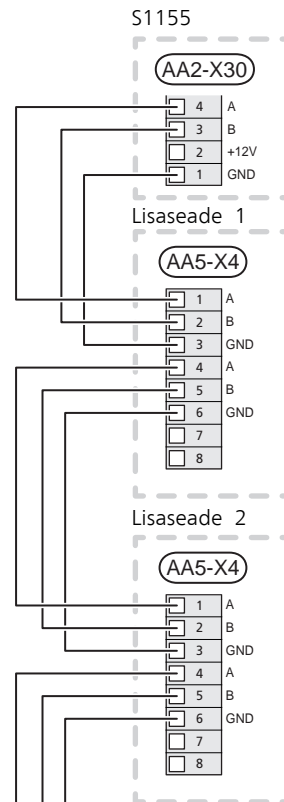 S1155
AA2-X30
4 A
3 B
2 +12V
1 GND
Lisaseade 1
AA5-X4
1 A
2 B
3 GND
4 A
5 B
6 GND
7
8
Lisaseade 2
AA5-X4
1 A
2 B
3 GND
4 A
5 B
6 GND
7
8